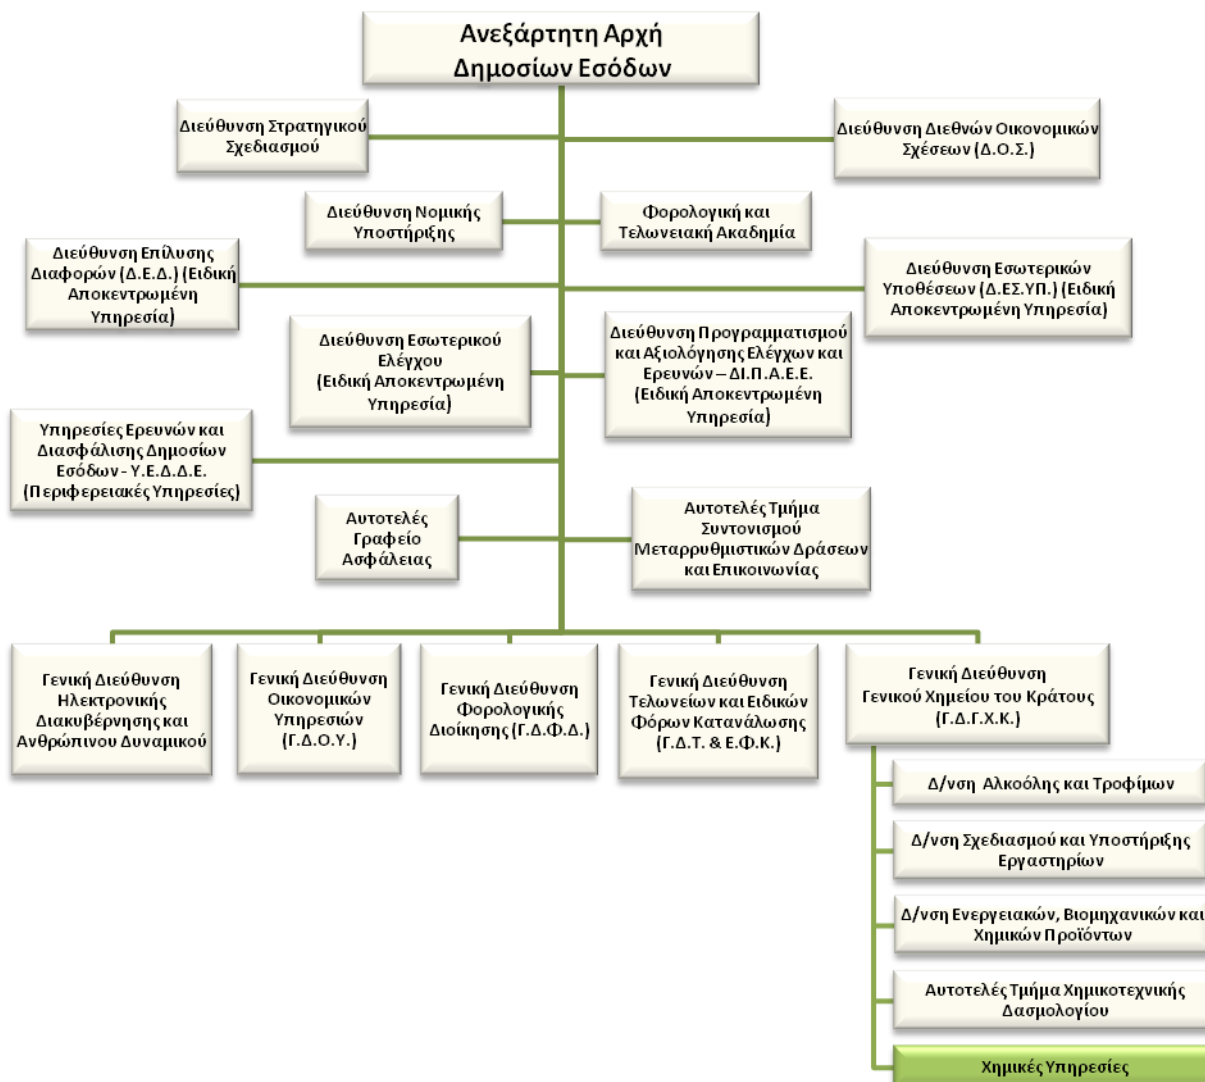 Ανεξάρτητη Αρχή
Δημοσίων Εσόδων
Διεύθυνση Στρατηγικού
Σχεδιασμού
Διεύθυνση Διεθνών Οικονομικών
Σχέσεων (Δ.Ο.Σ.)
Διεύθυνση Νομικής
Υποστήριξης
Φορολογική και
Τελωνειακή Ακαδημία
Διεύθυνση Επίλυσης
Διαφορών (Δ.Ε.Δ.) (Ειδική
Αποκεντρωμένη
Υπηρεσία)
Διεύθυνση Εσωτερικών
Υποθέσεων (Δ.ΕΣ.ΥΠ.) (Ειδική
Αποκεντρωμένη Υπηρεσία)
Διεύθυνση Εσωτερικού
Ελέγχου
(Ειδική Αποκεντρωμένη
Υπηρεσία)
Διεύθυνση Προγραμματισμού
και Αξιολόγησης Ελέγχων και
Ερευνών – ΔΙ.Π.Α.Ε.Ε.
(Ειδική Αποκεντρωμένη
Υπηρεσία)
Υπηρεσίες Ερευνών και
Διασφάλισης Δημοσίων
Εσόδων - Υ.Ε.Δ.Δ.Ε.
(Περιφερειακές Υπηρεσίες)
Αυτοτελές
Γραφείο
Ασφάλειας
Αυτοτελές Τμήμα
Συντονισμού
Μεταρρυθμιστικών Δράσεων
και Επικοινωνίας
Γενική Διεύθυνση
Ηλεκτρονικής
Διακυβέρνησης και
Ανθρώπινου Δυναμικού
Γενική Διεύθυνση
Οικονομικών
Υπηρεσιών
(Γ.Δ.Ο.Υ.)
Γενική Διεύθυνση
Φορολογικής
Διοίκησης (Γ.Δ.Φ.Δ.)
Γενική Διεύθυνση
Τελωνείων και Ειδικών
Φόρων Κατανάλωσης
(Γ.Δ.Τ. & Ε.Φ.Κ.)
Γενική Διεύθυνση
Γενικού Χημείου του Κράτους
(Γ.Δ.Γ.Χ.Κ.)
Δ/νση Αλκοόλης και Τροφίμων
Δ/νση Σχεδιασμού και Υποστήριξης
Εργαστηρίων
Δ/νση Ενεργειακών, Βιομηχανικών και
Χημικών Προϊόντων
Αυτοτελές Τμήμα Χημικοτεχνικής
Δασμολογίου
Χημικές Υπηρεσίες